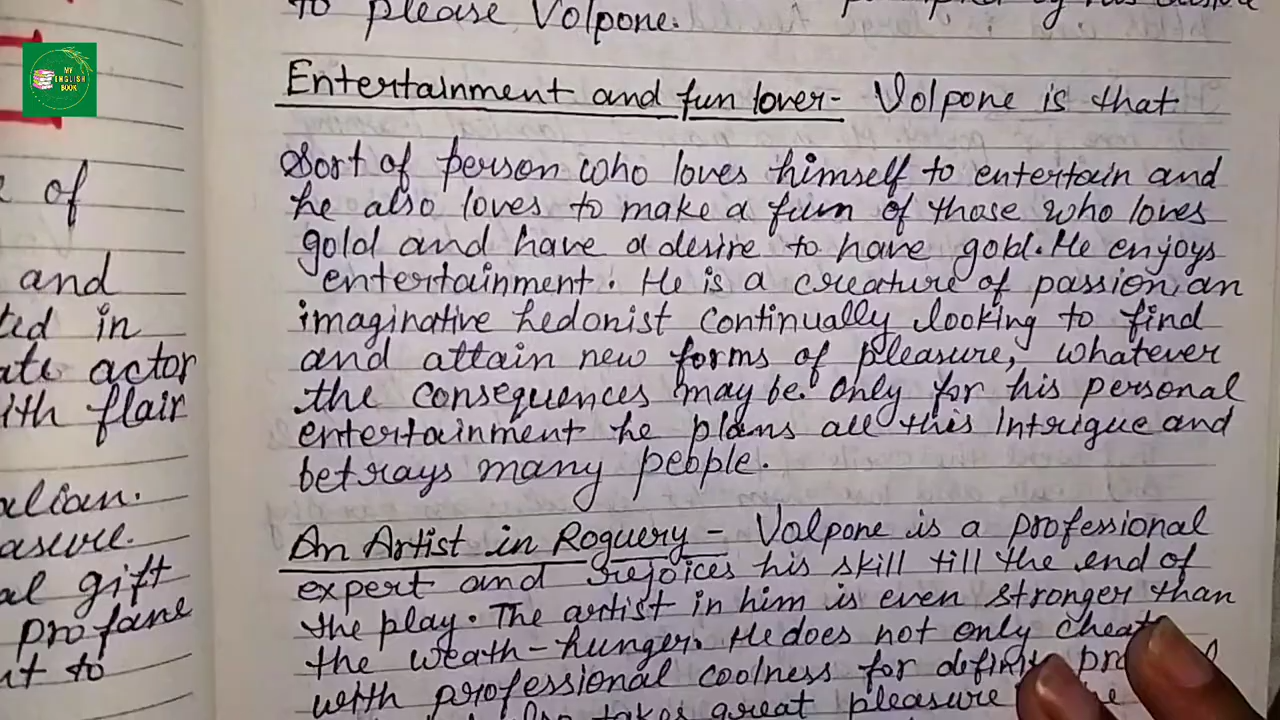 to please Volpone.
MY
ENGLISH
BOOK
Entertainment and fun lover- Volpone is that
Sort of person who loves himself to entertain and
he also loves to make a fun of those who loves
gold and have a desire to have gold. He enjoys
entertainment. He is a creature of passion, an
imaginative hedonist continually looking to find
and attain new forms of pleasure, whatever
the consequences may be. Only for his personal
entertainment he plans all this Intrigue and
betrays many people.
An Artist in Roguery - Valpone is a professional
expert and rejoices his skill till the end of
the play. The artist in him is even stronger than
the weath-hunger. He does not only cheat
with professional coolness for
takes great pleasure
of
and
in
actor
ith flair
alian.
gift
profane
to